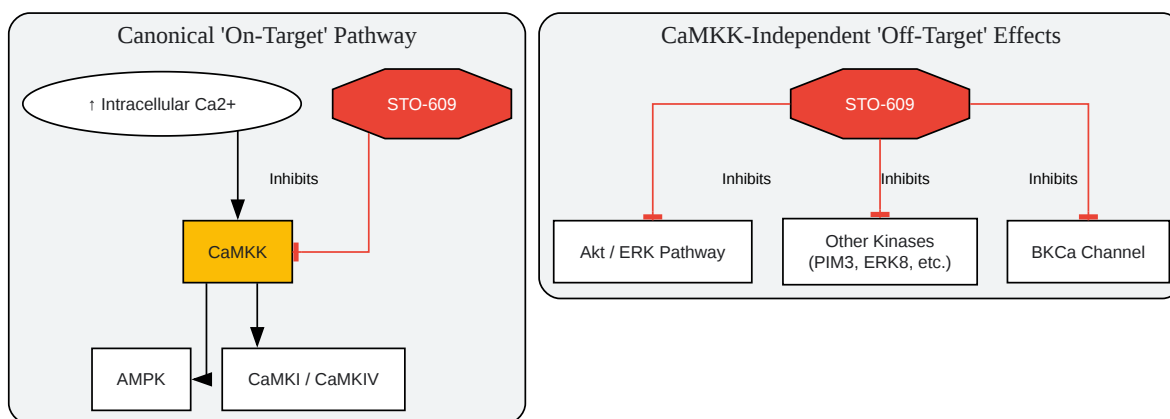 Canonical 'On-Target' Pathway
↑ Intracellular Ca2+
STO-609
Inhibits
CaMKK
AMPK
CaMKI / CaMKIV
CaMKK-Independent 'Off-Target' Effects
STO-609
Inhibits
Inhibits
Inhibits
Akt / ERK Pathway
Other Kinases
(PIM3, ERK8, etc.)
BKCa Channel